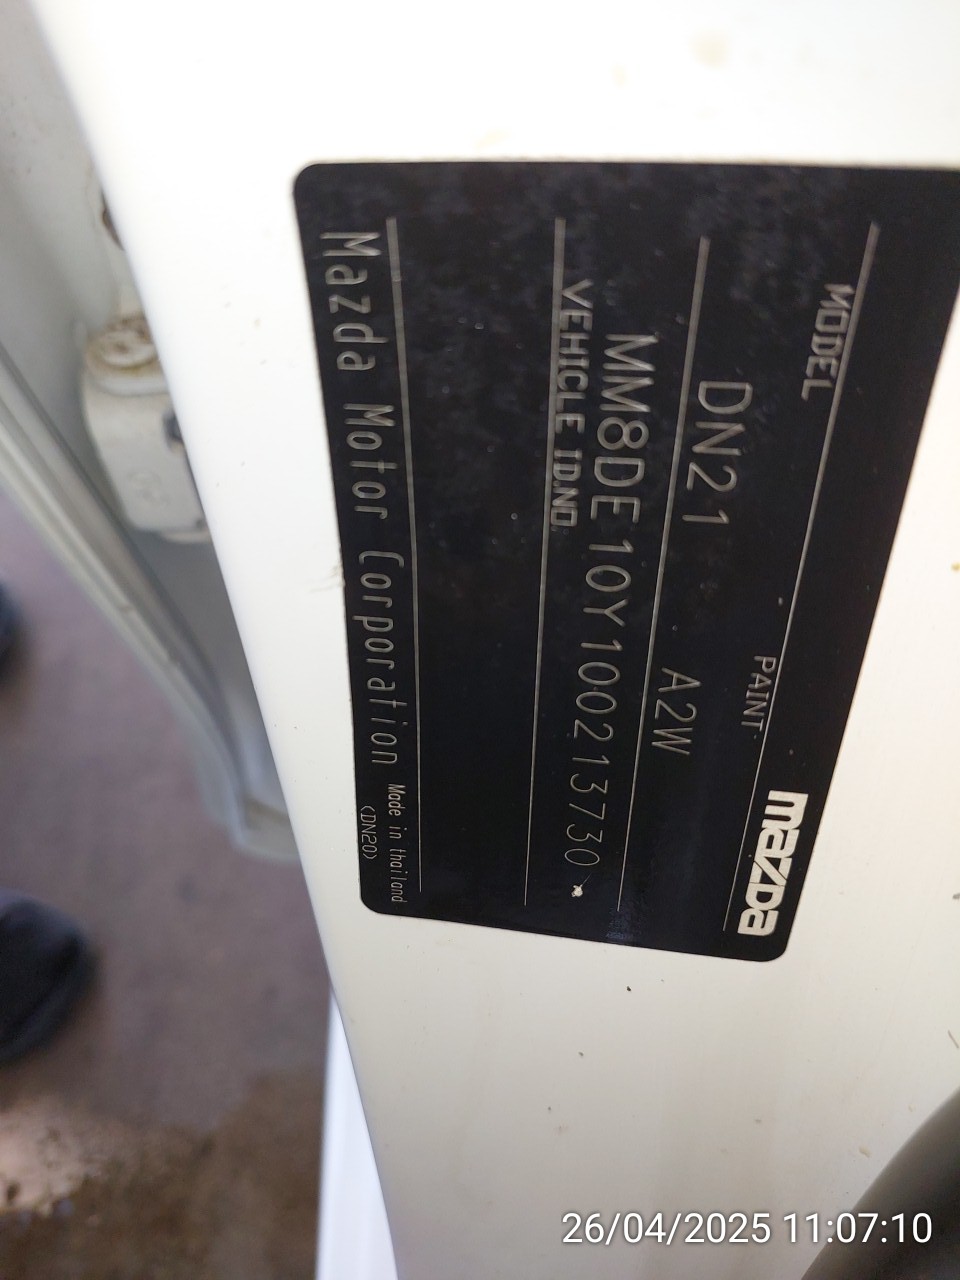 mazda
MODEL PAINT
DN21 A2W
MM8DE10Y100213730
VEHICLE ID.NO.
Mazda Motor Corporation Made in thailand
(DN20)
26/04/2025 11:07:10